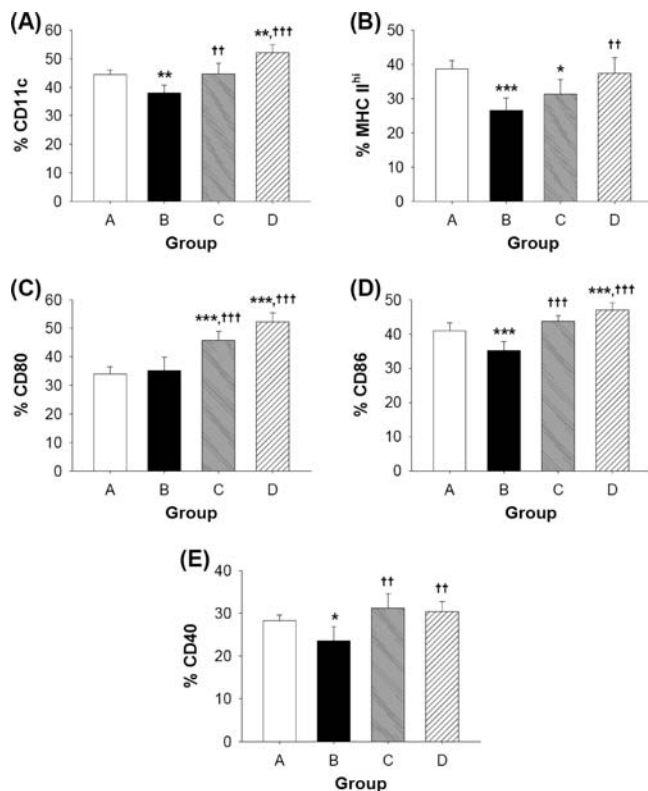 (A)
% CD11c
60
50
40
30
20
10
0
**
††
**,†††
A B C D
Group
(B)
% MHC IIhi
50
40
30
20
10
0
***
*
††
A B C D
Group
(C)
% CD80
60
50
40
30
20
10
0
***,†††
***,†††
A B C D
Group
(D)
% CD86
50
40
30
20
10
0
***
†††
***,†††
A B C D
Group
(E)
% CD40
40
30
20
10
0
*
††
††
A B C D
Group